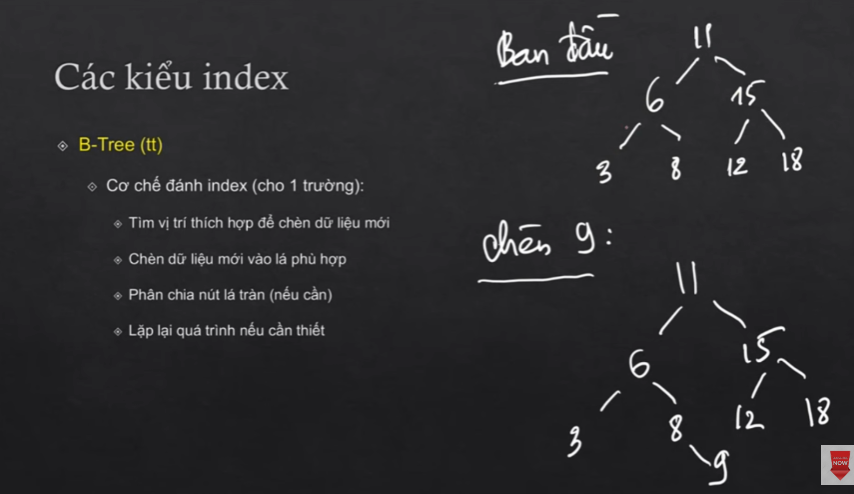 Các kiểu index
B-Tree (tt)
Cơ chế đánh index (cho 1 trường):
Tìm vị trí thích hợp để chèn dữ liệu mới
Chèn dữ liệu mới vào lá phù hợp
Phân chia nút lá tràn (nếu cần)
Lặp lại quá trình nếu cần thiết
Ban đầu
11
6 15
3 8 12 18
chèn 9:
11
6 15
3 8 12 18
9
NOW